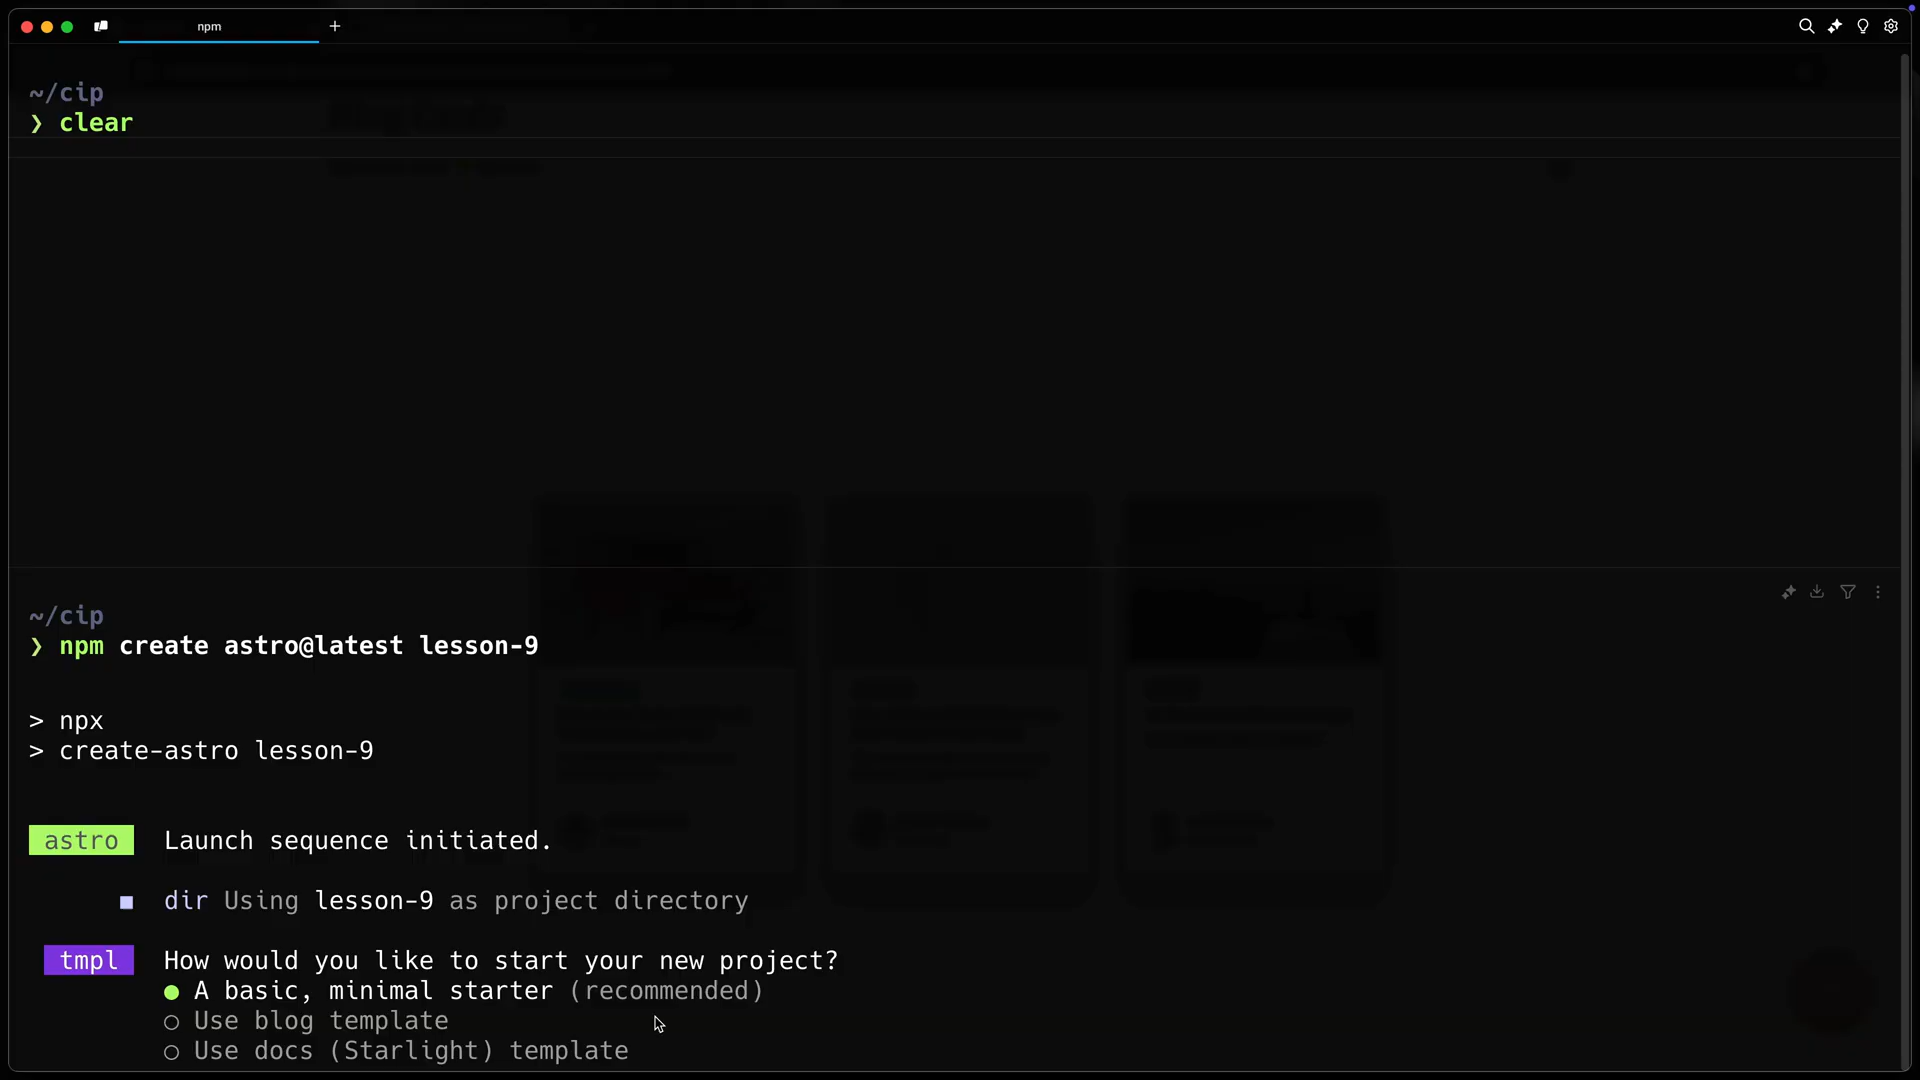 npm
~/cip
❯ clear
~/cip
❯ npm create astro@latest lesson-9
> npx
> create-astro lesson-9
astro Launch sequence initiated.
dir Using lesson-9 as project directory
tmpl How would you like to start your new project?
● A basic, minimal starter (recommended)
○ Use blog template
○ Use docs (Starlight) template